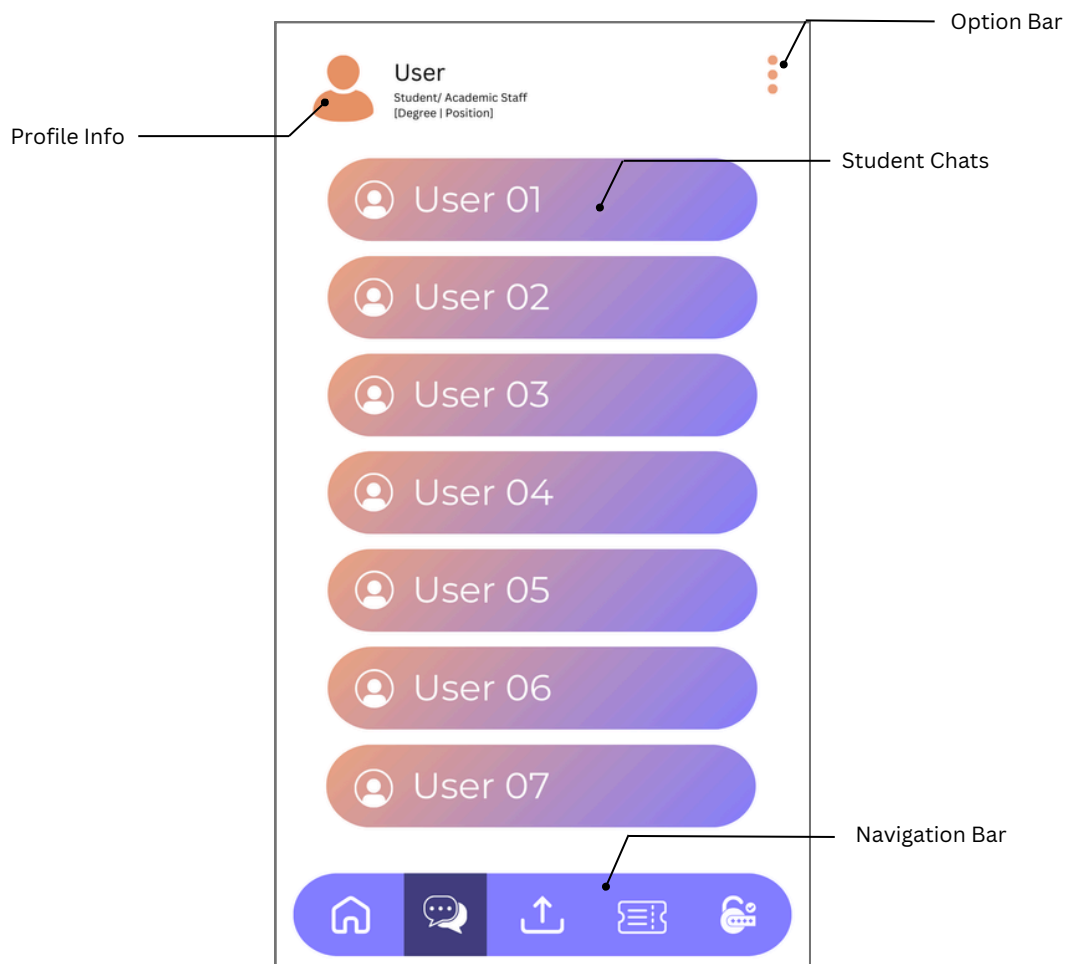 Option Bar
User
Student/ Academic Staff
[Degree | Position]
Profile Info
Student Chats
User 01
User 02
User 03
User 04
User 05
User 06
User 07
Navigation Bar